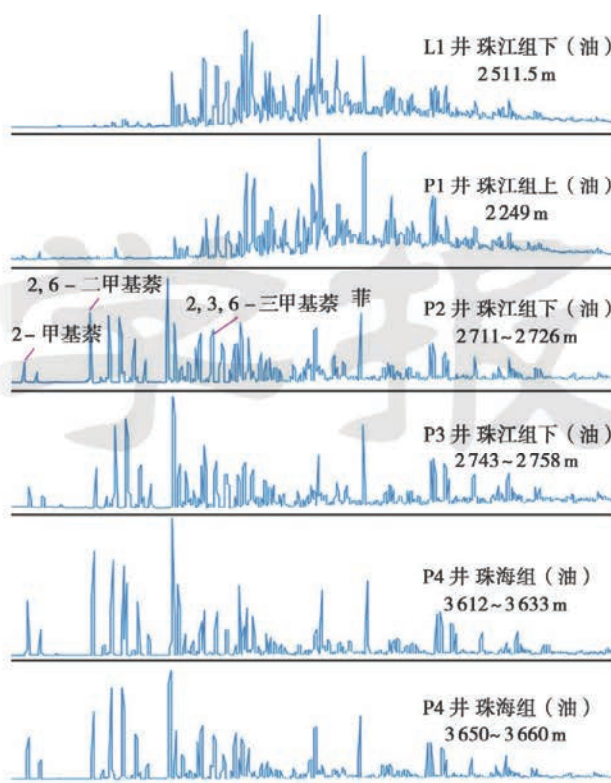 L1 井 珠江组下（油）
2 511.5 m
P1 井 珠江组上（油）
2 249 m
2, 6 – 二甲基萘
2, 3, 6 – 三甲基萘
菲
P2 井 珠江组下（油）
2– 甲基萘
2 711~2 726 m
P3 井 珠江组下（油）
2 743~2 758 m
P4 井 珠海组（油）
3 612~3 633 m
P4 井 珠海组（油）
3 650~3 660 m
学报